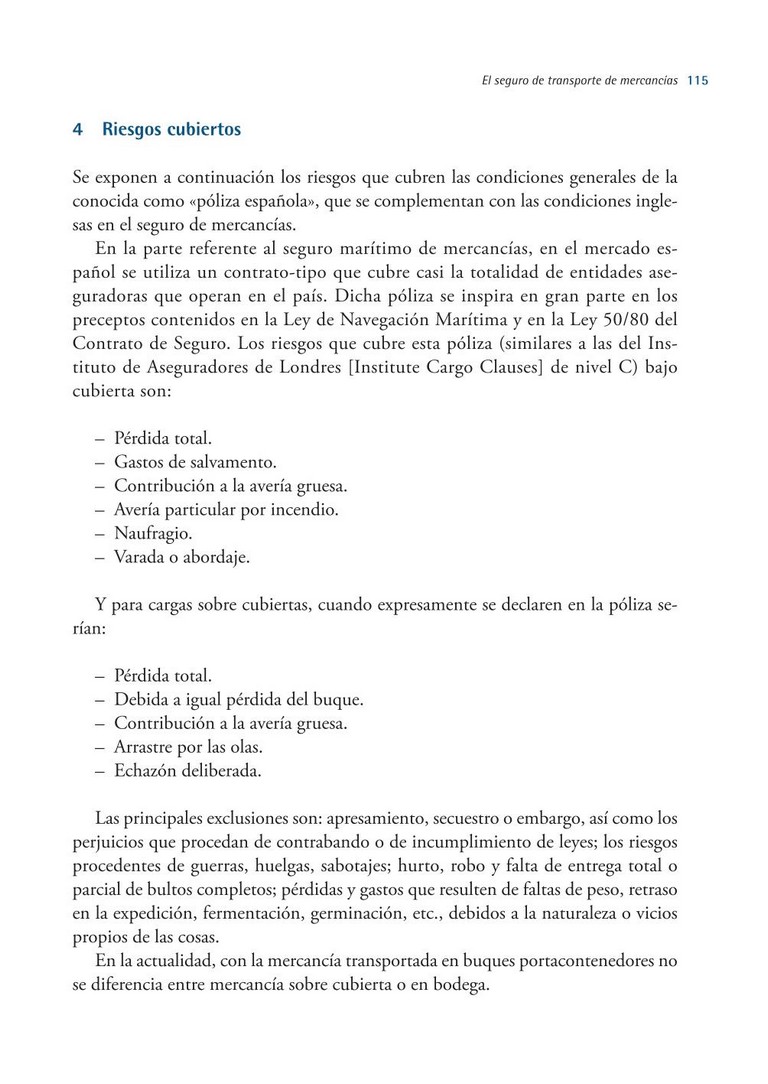 El seguro de transporte de mercancías 115
4 Riesgos cubiertos
Se exponen a continuación los riesgos que cubren las condiciones generales de la
conocida como «póliza española», que se complementan con las condiciones ingle-
sas en el seguro de mercancías.
En la parte referente al seguro marítimo de mercancías, en el mercado es-
pañol se utiliza un contrato-tipo que cubre casi la totalidad de entidades ase-
guradoras que operan en el país. Dicha póliza se inspira en gran parte en los
preceptos contenidos en la Ley de Navegación Marítima y en la Ley 50/80 del
Contrato de Seguro. Los riesgos que cubre esta póliza (similares a las del Ins-
tituto de Aseguradores de Londres [Institute Cargo Clauses] de nivel C) bajo
cubierta son:
– Pérdida total.
– Gastos de salvamento.
– Contribución a la avería gruesa.
– Avería particular por incendio.
– Naufragio.
– Varada o abordaje.
Y para cargas sobre cubiertas, cuando expresamente se declaren en la póliza se-
rían:
– Pérdida total.
– Debida a igual pérdida del buque.
– Contribución a la avería gruesa.
– Arrastre por las olas.
– Echazón deliberada.
Las principales exclusiones son: apresamiento, secuestro o embargo, así como los
perjuicios que procedan de contrabando o de incumplimiento de leyes; los riesgos
procedentes de guerras, huelgas, sabotajes; hurto, robo y falta de entrega total o
parcial de bultos completos; pérdidas y gastos que resulten de faltas de peso, retraso
en la expedición, fermentación, germinación, etc., debidos a la naturaleza o vicios
propios de las cosas.
En la actualidad, con la mercancía transportada en buques portacontenedores no
se diferencia entre mercancía sobre cubierta o en bodega.